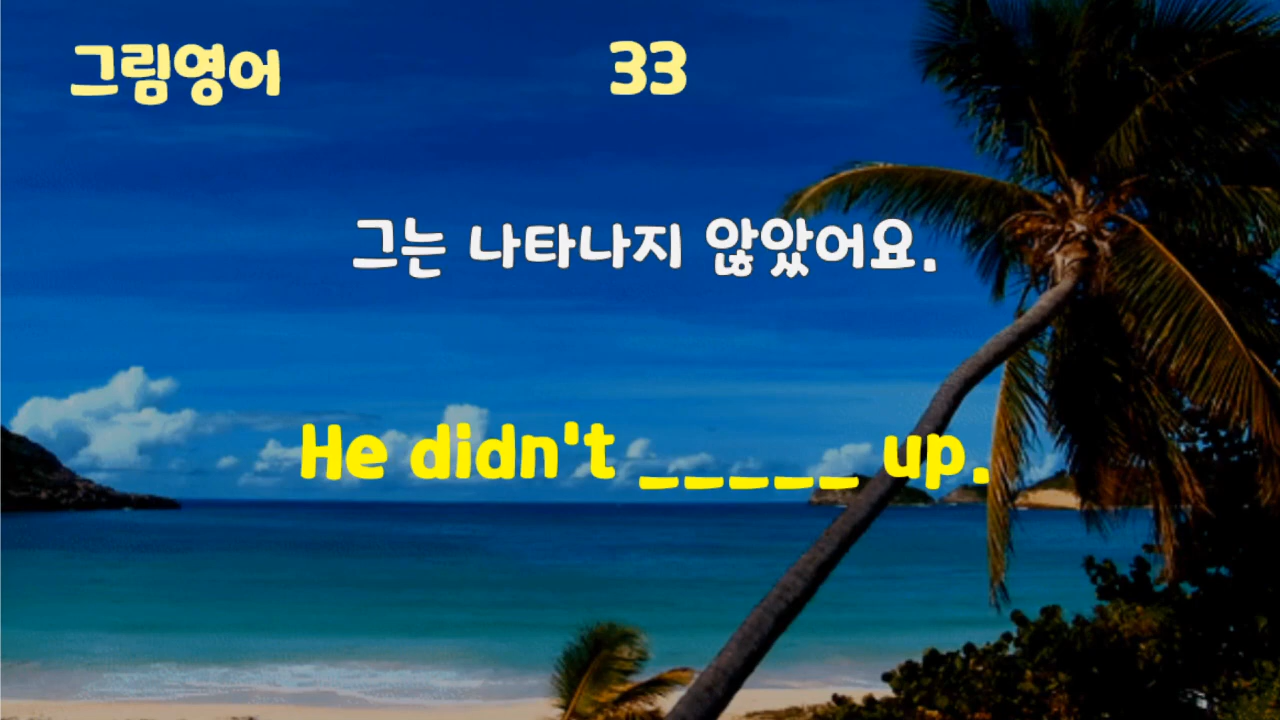 그림영어 33
그는 나타나지 않았어요.
He didn't _____ up.